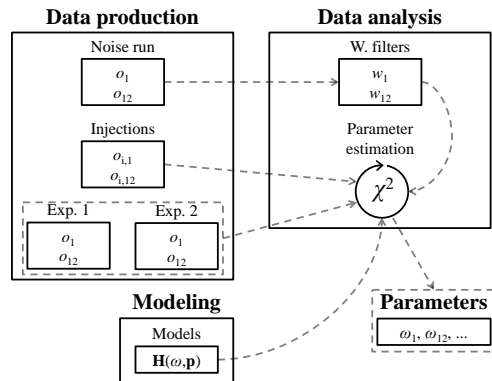 Data production
Noise run
o1
o12
Injections
oi,1
oi,12
Exp. 1
o1
o12
Exp. 2
o1
o12
Data analysis
W. filters
w1
w12
Parameter
estimation
χ2
Modeling
Models
H(ω,p)
Parameters
ω1, ω12, ...